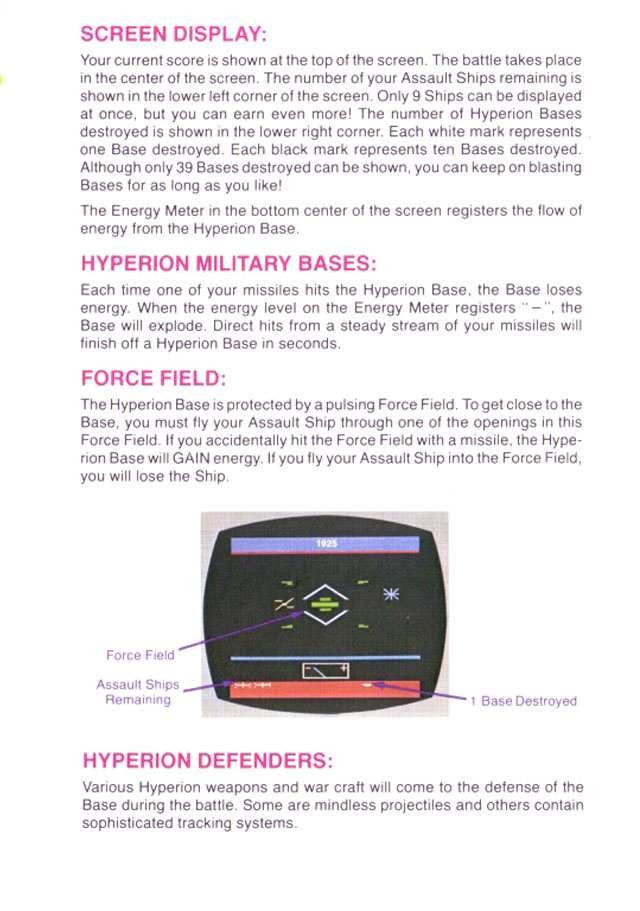 SCREEN DISPLAY:
Your current score is shown at the top of the screen. The battle takes place
in the center of the screen. The number of your Assault Ships remaining is
shown in the lower left corner of the screen. Only 9 Ships can be displayed
at once, but you can earn even more! The number of Hyperion Bases
destroyed is shown in the lower right corner. Each white mark represents
one Base destroyed. Each black mark represents ten Bases destroyed.
Although only 39 Bases destroyed can be shown, you can keep on blasting
Bases for as long as you like!
The Energy Meter in the bottom center of the screen registers the flow of
energy from the Hyperion Base.
HYPERION MILITARY BASES:
Each time one of your missiles hits the Hyperion Base, the Base loses
energy. When the energy level on the Energy Meter registers "–", the
Base will explode. Direct hits from a steady stream of your missiles will
finish off a Hyperion Base in seconds.
FORCE FIELD:
The Hyperion Base is protected by a pulsing Force Field. To get close to the
Base, you must fly your Assault Ship through one of the openings in this
Force Field. If you accidentally hit the Force Field with a missile, the Hype-
rion Base will GAIN energy. If you fly your Assault Ship into the Force Field,
you will lose the Ship.
1925
Force Field
- +
Assault Ships
Remaining
1 Base Destroyed
HYPERION DEFENDERS:
Various Hyperion weapons and war craft will come to the defense of the
Base during the battle. Some are mindless projectiles and others contain
sophisticated tracking systems.